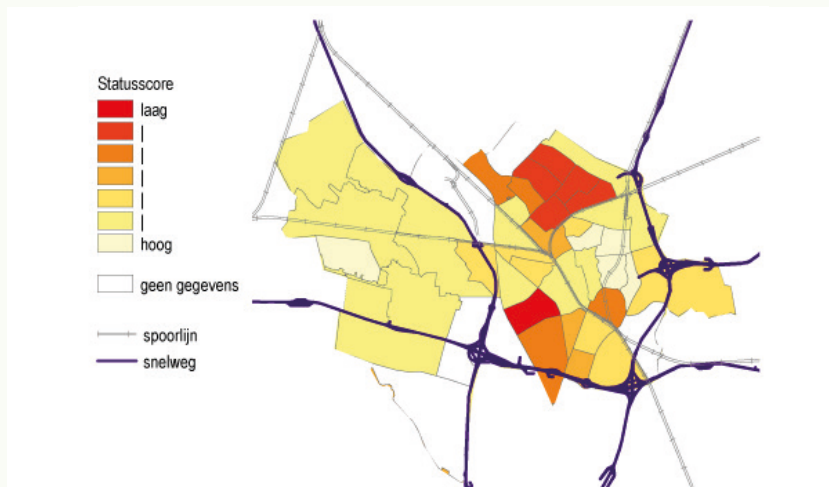 Statusscore
laag
|
|
|
|
|
hoog
geen gegevens
spoorlijn
snelweg